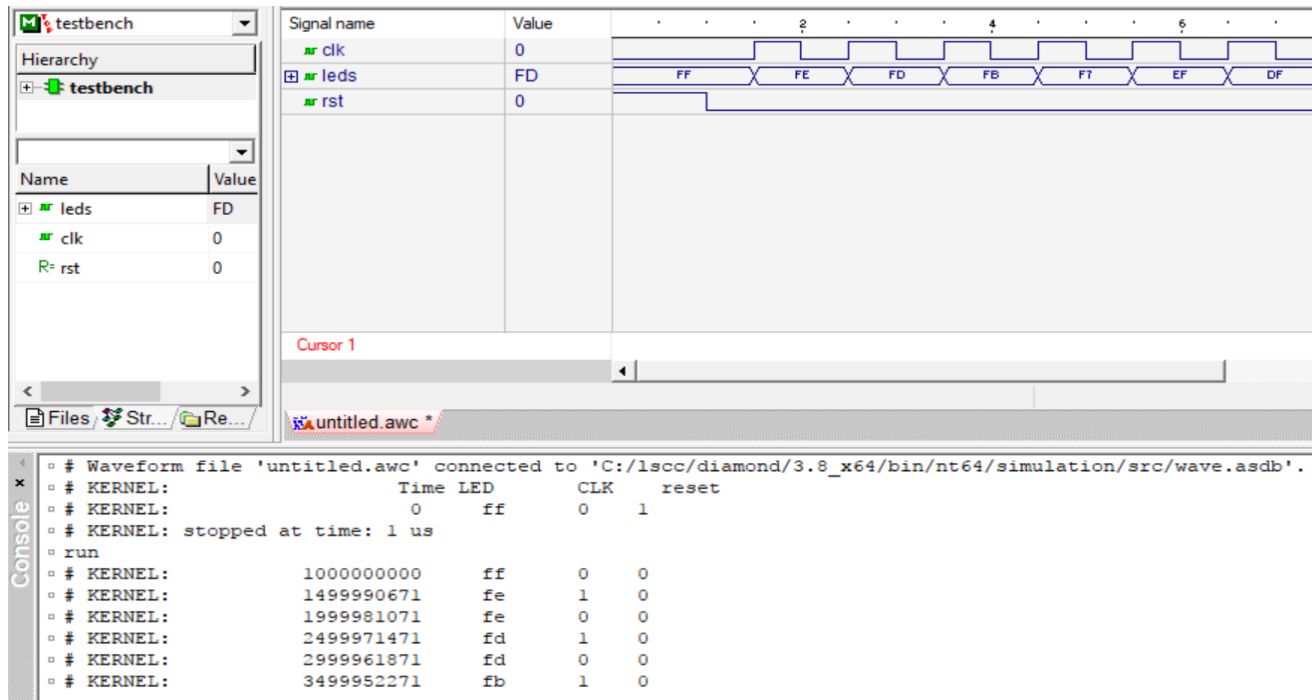 testbench
Hierarchy
testbench
Name Value
leds FD
clk 0
R= rst 0
Files Str... Re...
Signal name Value 2 4 6
clk 0
leds FD FF FE FD FB F7 EF DF
rst 0
Cursor 1
untitled.awc *
Console
# Waveform file 'untitled.awc' connected to 'C:/lscc/diamond/3.8_x64/bin/nt64/simulation/src/wave.asdb'.
# KERNEL: Time LED CLK reset
# KERNEL: 0 ff 0 1
# KERNEL: stopped at time: 1 us
run
# KERNEL: 1000000000 ff 0 0
# KERNEL: 1499990671 fe 1 0
# KERNEL: 1999981071 fe 0 0
# KERNEL: 2499971471 fd 1 0
# KERNEL: 2999961871 fd 0 0
# KERNEL: 3499952271 fb 1 0